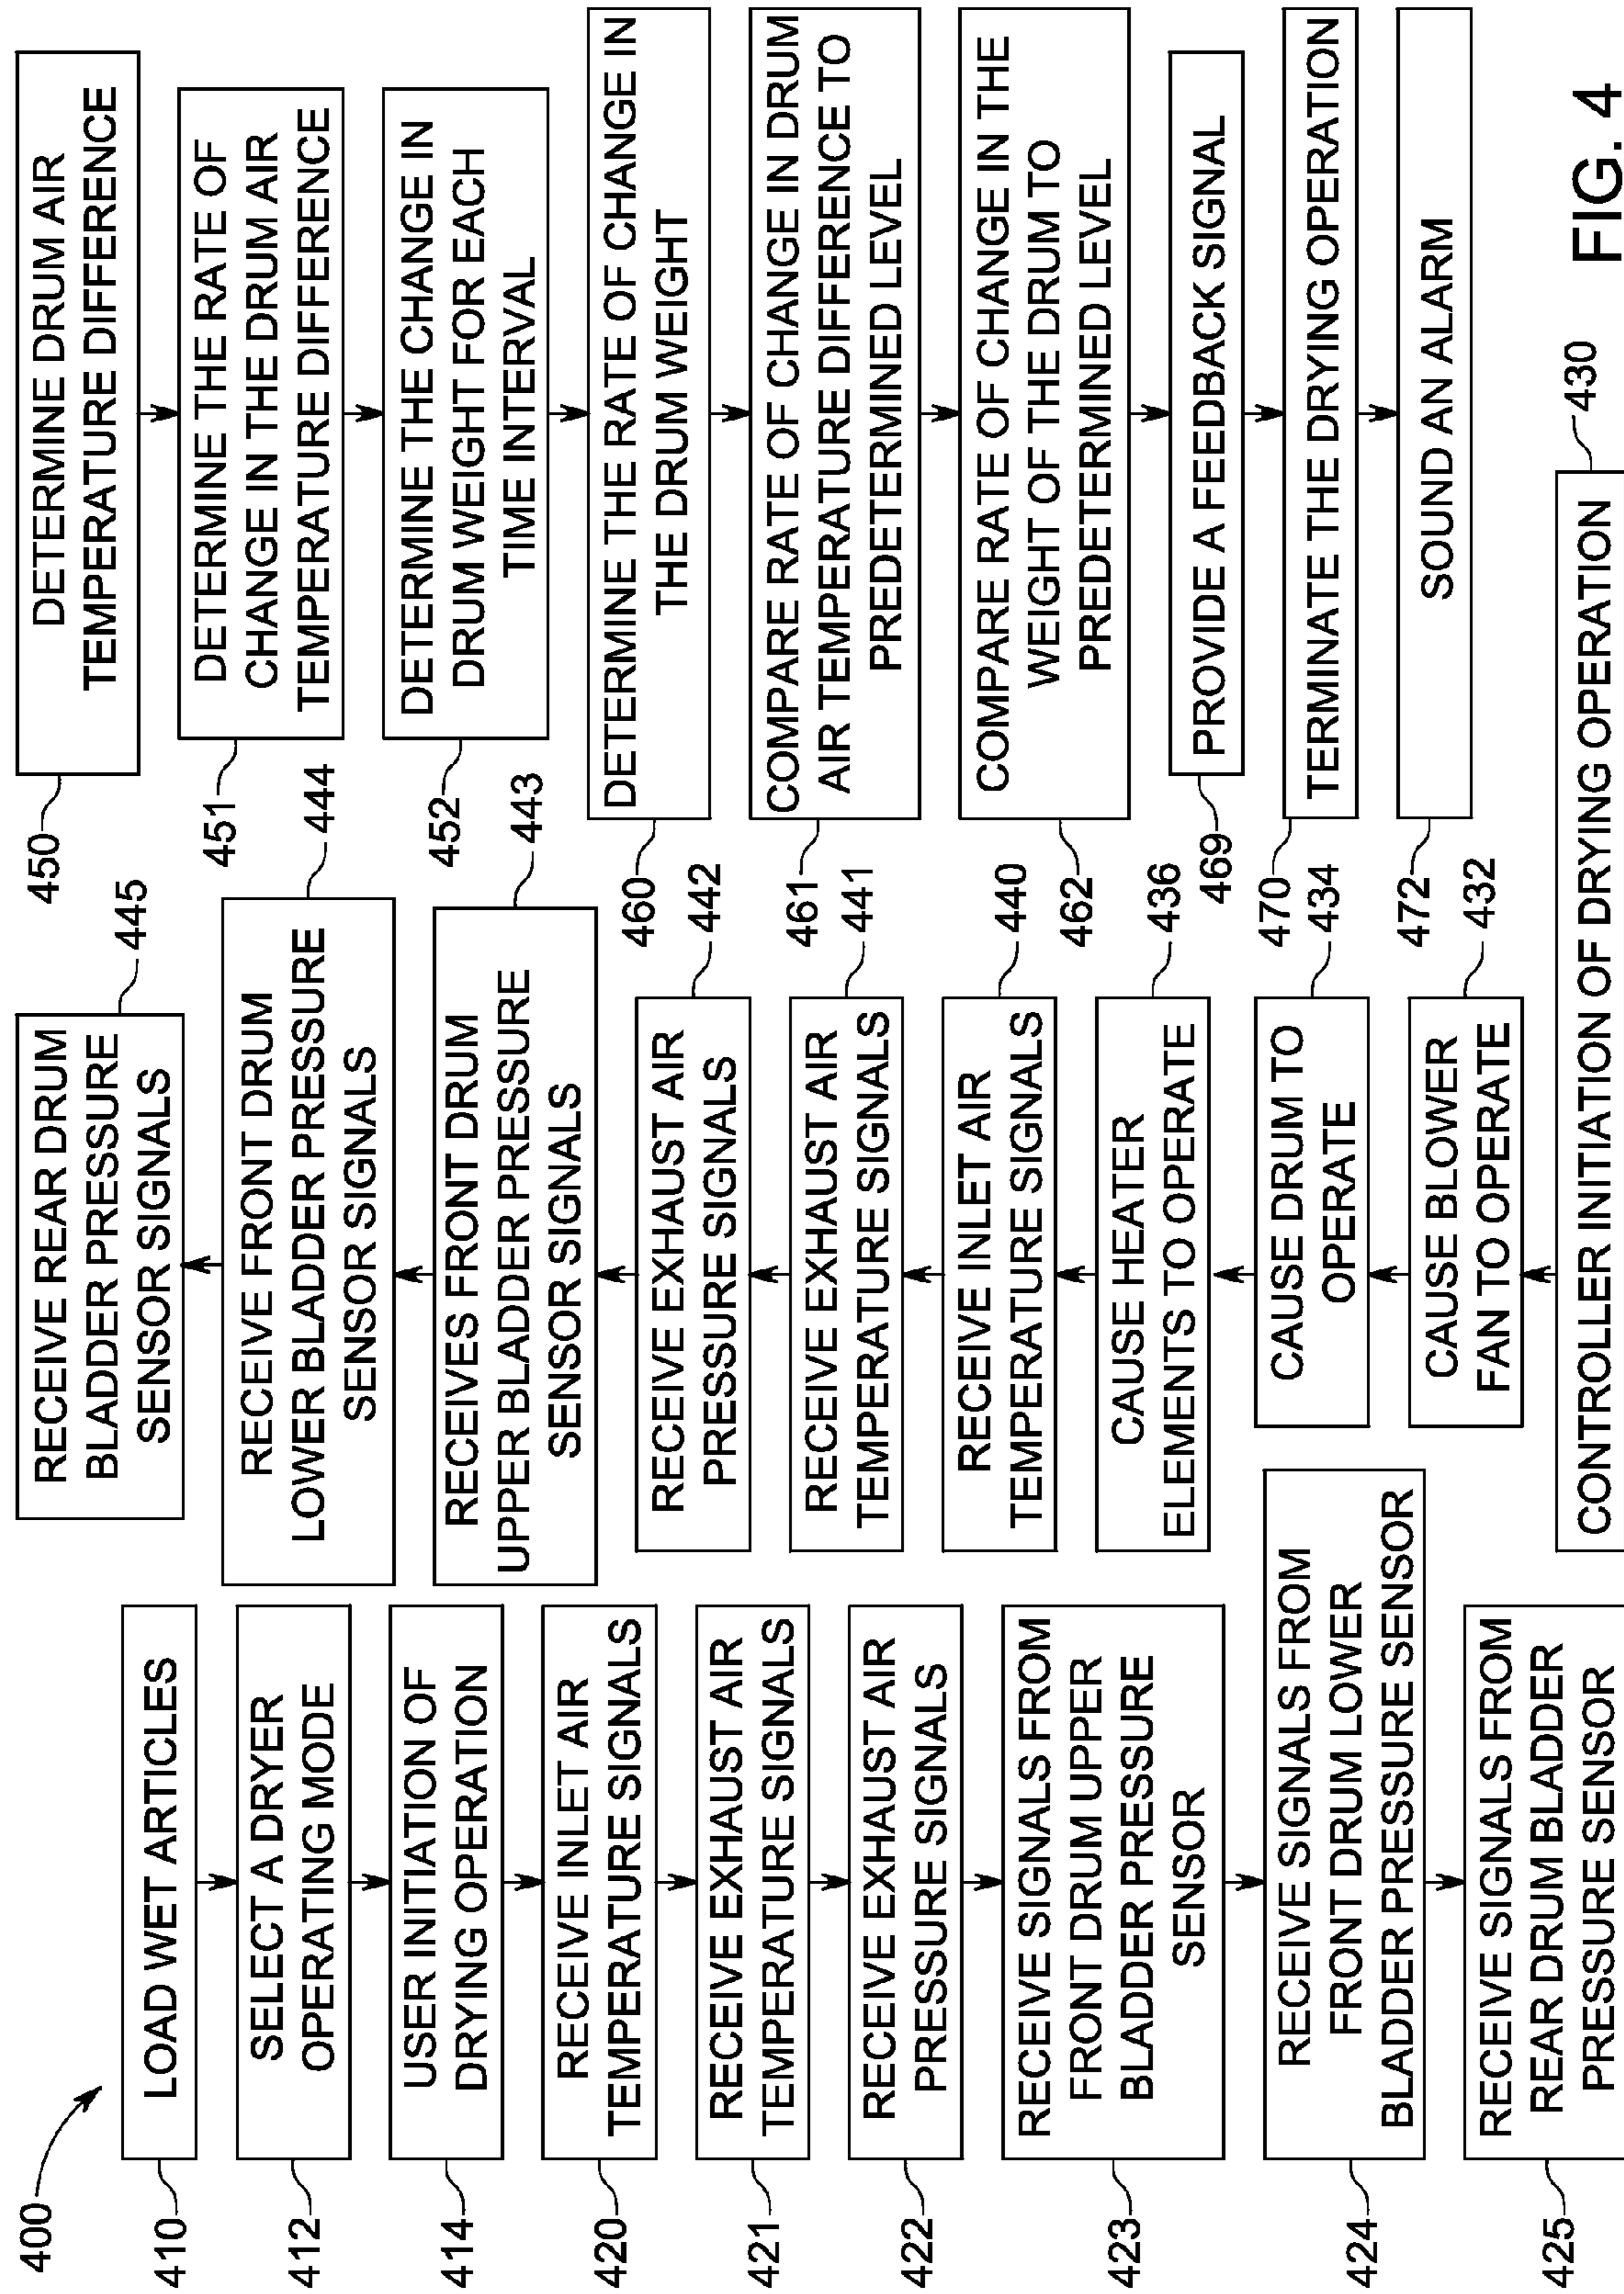 400
410
LOAD WET ARTICLES
412
SELECT A DRYER
OPERATING MODE
414
USER INITIATION OF
DRYING OPERATION
420
RECEIVE INLET AIR
TEMPERATURE SIGNALS
421
RECEIVE EXHAUST AIR
TEMPERATURE SIGNALS
422
RECEIVE EXHAUST AIR
PRESSURE SIGNALS
423
RECEIVE SIGNALS FROM
FRONT DRUM UPPER
BLADDER PRESSURE
SENSOR
424
RECEIVE SIGNALS FROM
FRONT DRUM LOWER
BLADDER PRESSURE SENSOR
425
RECEIVE SIGNALS FROM
REAR DRUM BLADDER
PRESSURE SENSOR
CONTROLLER INITIATION OF DRYING OPERATION
430
CAUSE BLOWER
FAN TO OPERATE
432
CAUSE DRUM TO
OPERATE
434
CAUSE HEATER
ELEMENTS TO OPERATE
436
RECEIVE INLET AIR
TEMPERATURE SIGNALS
440
RECEIVE EXHAUST AIR
TEMPERATURE SIGNALS
441
RECEIVE EXHAUST AIR
PRESSURE SIGNALS
442
RECEIVES FRONT DRUM
UPPER BLADDER PRESSURE
SENSOR SIGNALS
443
RECEIVE FRONT DRUM
LOWER BLADDER PRESSURE
SENSOR SIGNALS
444
RECEIVE REAR DRUM
BLADDER PRESSURE
SENSOR SIGNALS
445
450
DETERMINE DRUM AIR
TEMPERATURE DIFFERENCE
451
DETERMINE THE RATE OF
CHANGE IN THE DRUM AIR
TEMPERATURE DIFFERENCE
452
DETERMINE THE CHANGE IN
DRUM WEIGHT FOR EACH
TIME INTERVAL
460
DETERMINE THE RATE OF CHANGE IN
THE DRUM WEIGHT
461
COMPARE RATE OF CHANGE IN DRUM
AIR TEMPERATURE DIFFERENCE TO
PREDETERMINED LEVEL
462
COMPARE RATE OF CHANGE IN THE
WEIGHT OF THE DRUM TO
PREDETERMINED LEVEL
469
PROVIDE A FEEDBACK SIGNAL
470
TERMINATE THE DRYING OPERATION
472
SOUND AN ALARM
FIG. 4